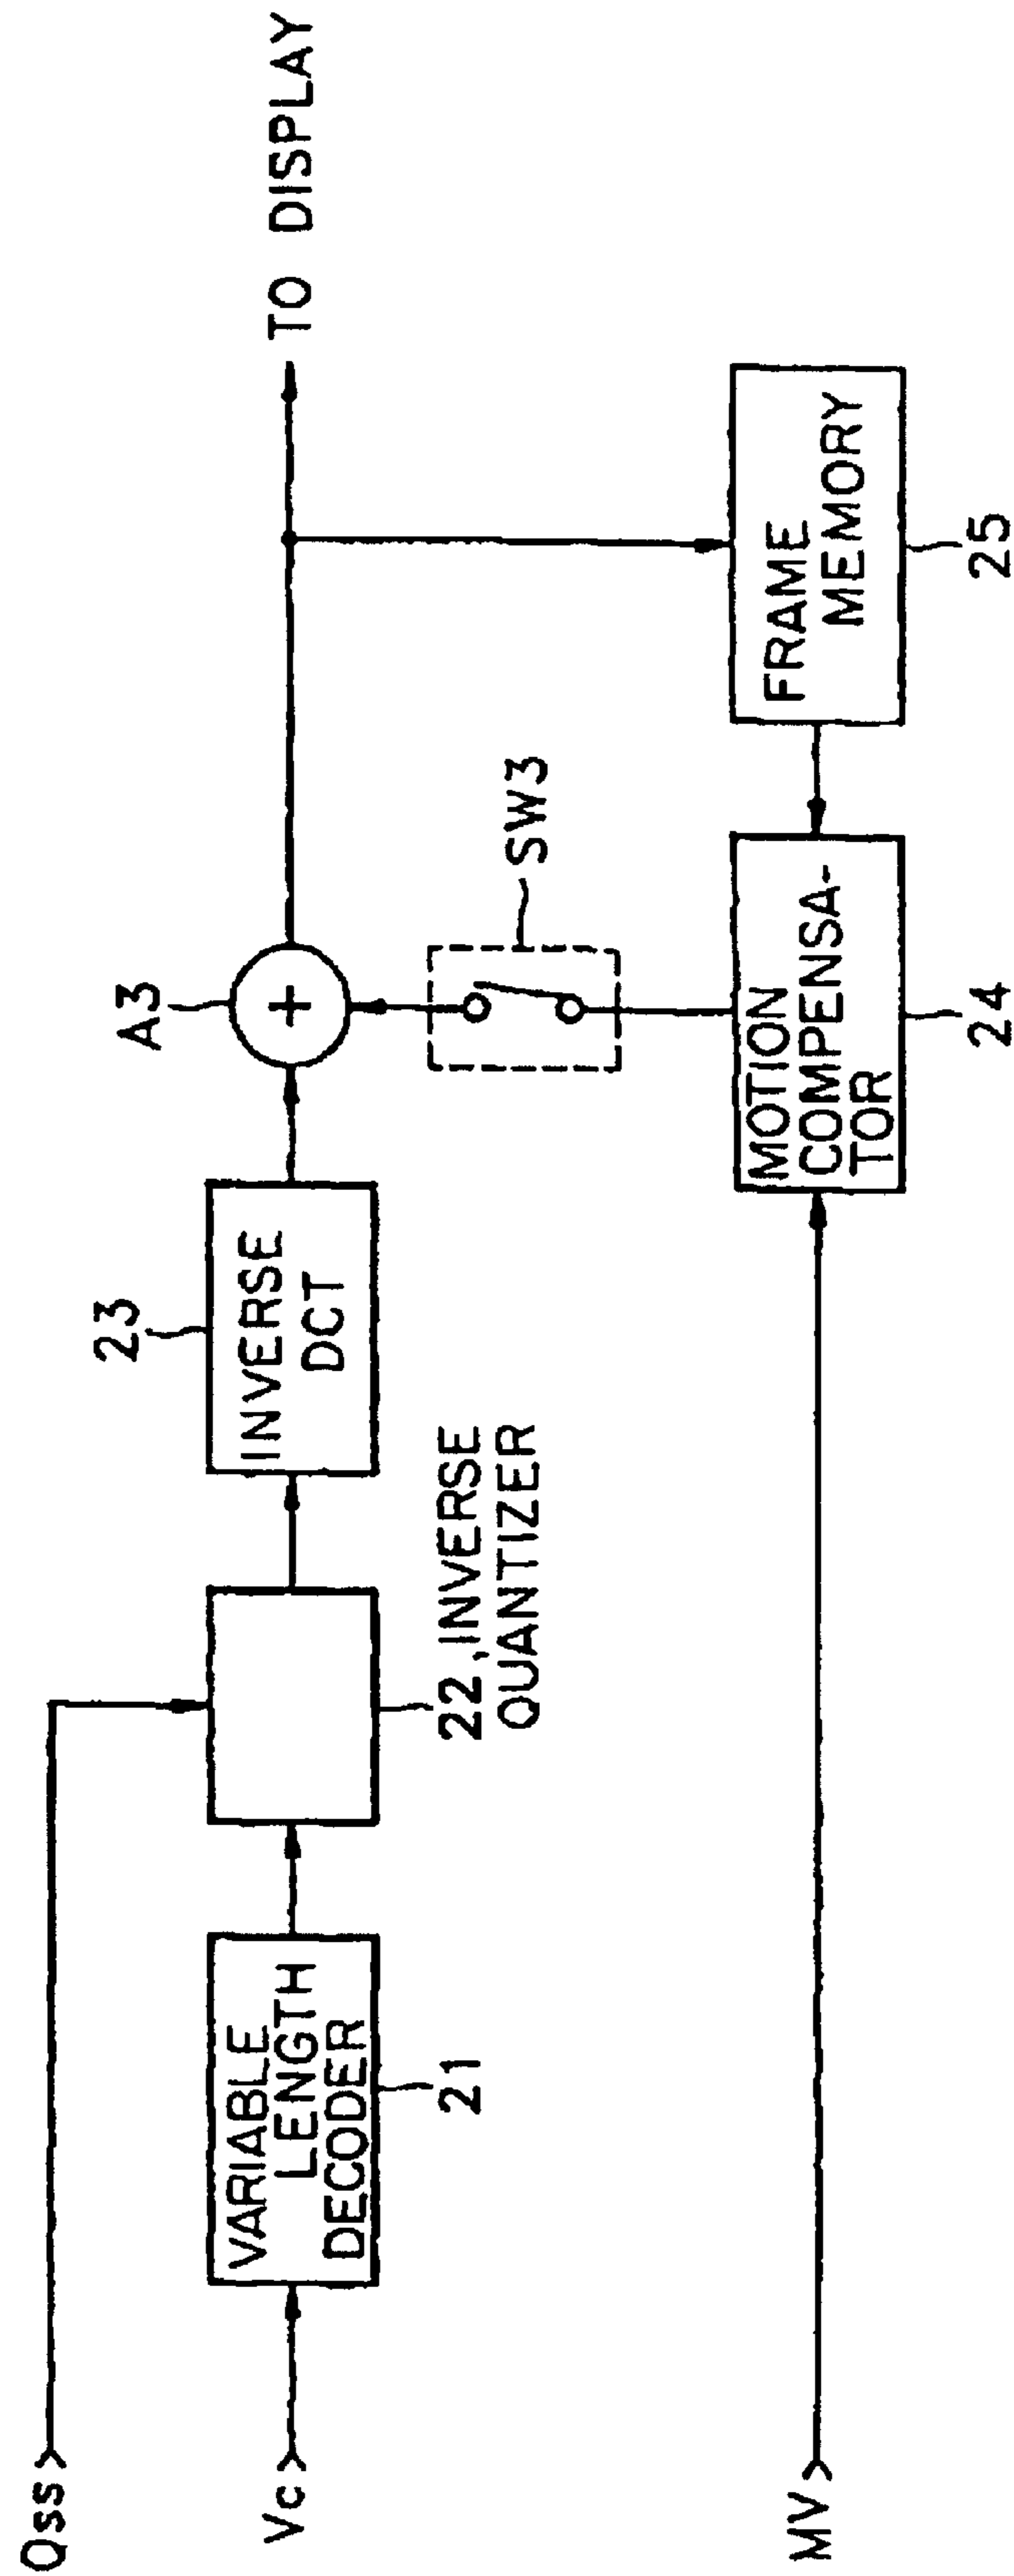 Qss
Vc
MV
VARIABLE
LENGTH
DECODER
21
22, INVERSE
QUANTIZER
23
INVERSE
DCT
A3
SW3
MOTION
COMPENSA-
TOR
24
FRAME
MEMORY
25
TO DISPLAY